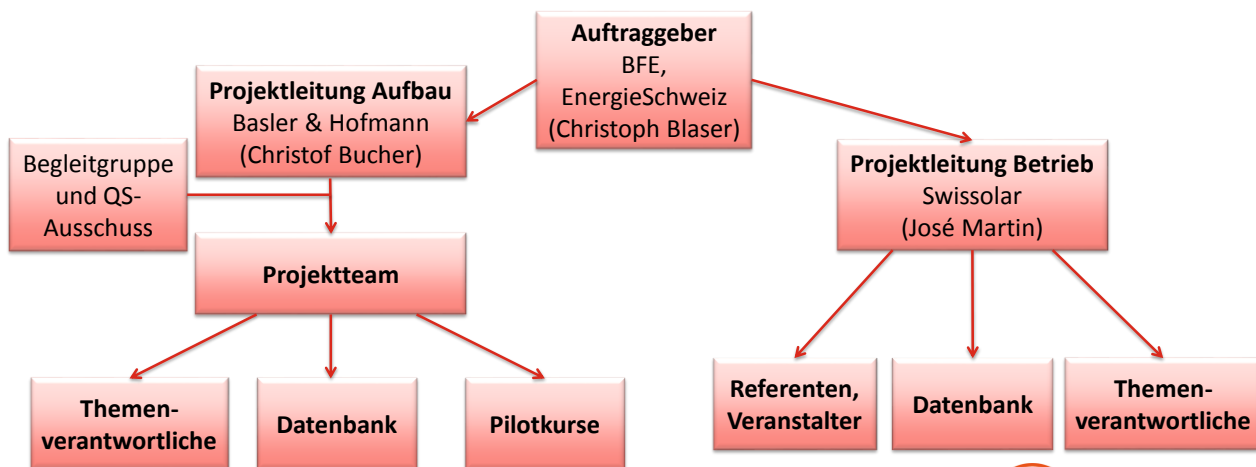 Auftraggeber
BFE,
EnergieSchweiz
(Christoph Blaser)
Projektleitung Aufbau
Basler & Hofmann
(Christof Bucher)
Begleitgruppe
und QS-
Ausschuss
Projektleitung Betrieb
Swissolar
(José Martin)
Projektteam
Themen-
verantwortliche
Datenbank
Pilotkurse
Referenten,
Veranstalter
Datenbank
Themen-
verantwortliche